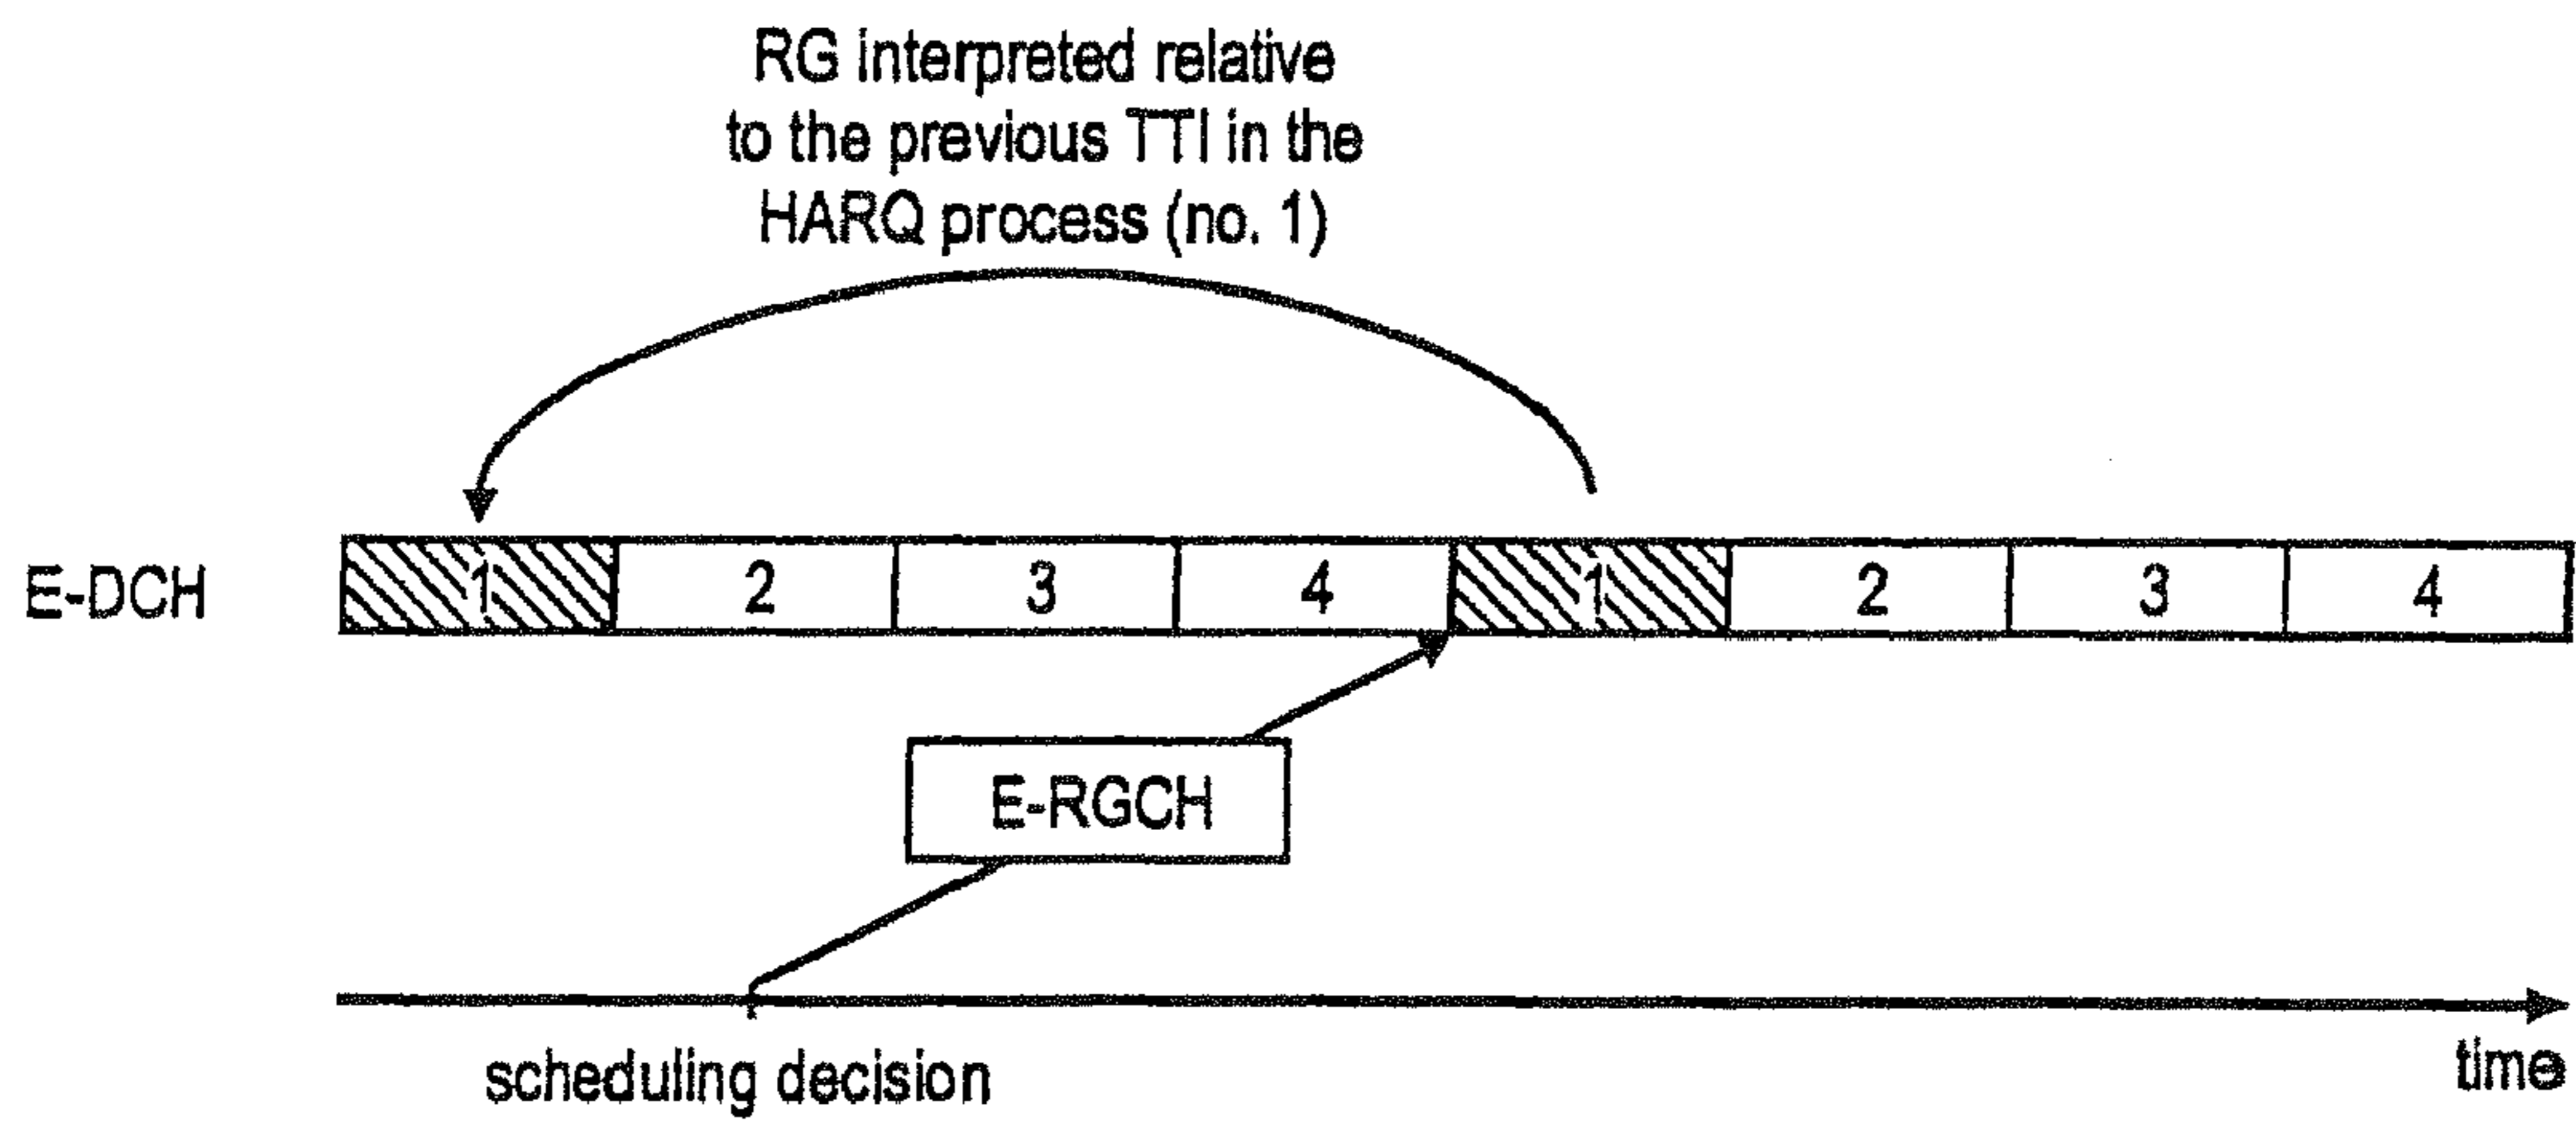 RG interpreted relative
to the previous TTI in the
HARQ process (no. 1)
E-DCH 1 2 3 4 1 2 3 4
E-RGCH
scheduling decision
time